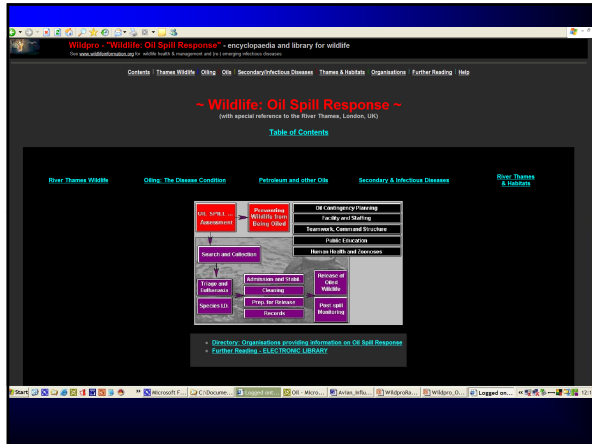 Wildpro - "Wildlife: Oil Spill Response" - encyclopaedia and library for wildlife
See www.wildlifeinformation.org for wildlife health & management and (re-) emerging infectious diseases
Contents | Thames Wildlife | Oiling | Oils | Secondary/Infectious Diseases | Thames & Habitats | Organisations | Further Reading | Help
~ Wildlife: Oil Spill Response ~
(with special reference to the River Thames, London, UK)
Table of Contents
River Thames Wildlife
Oiling: The Disease Condition
Petroleum and other Oils
Secondary & Infectious Diseases
River Thames
& Habitats
OIL SPILL ...
Assessment
Preventing
Wildlife from
Being Oiled
Oil Contingency Planning
Facility and Staffing
Teamwork, Command Structure
Public Education
Human Health and Zoonoses
Search and Collection
Triage and
Euthanasia
Species I.D.
Admission and Stabil.
Cleaning
Prep. for Release
Records
Release of
Oiled
Wildlife
Post spill
Monitoring
Directory: Organisations providing information on Oil Spill Response
Further Reading - ELECTRONIC LIBRARY
Start
Microsoft F...
C:\Docume...
Logged on...
Oil - Micro...
Avian_Influ...
WildproRa...
Wildpro_O...
Logged on...